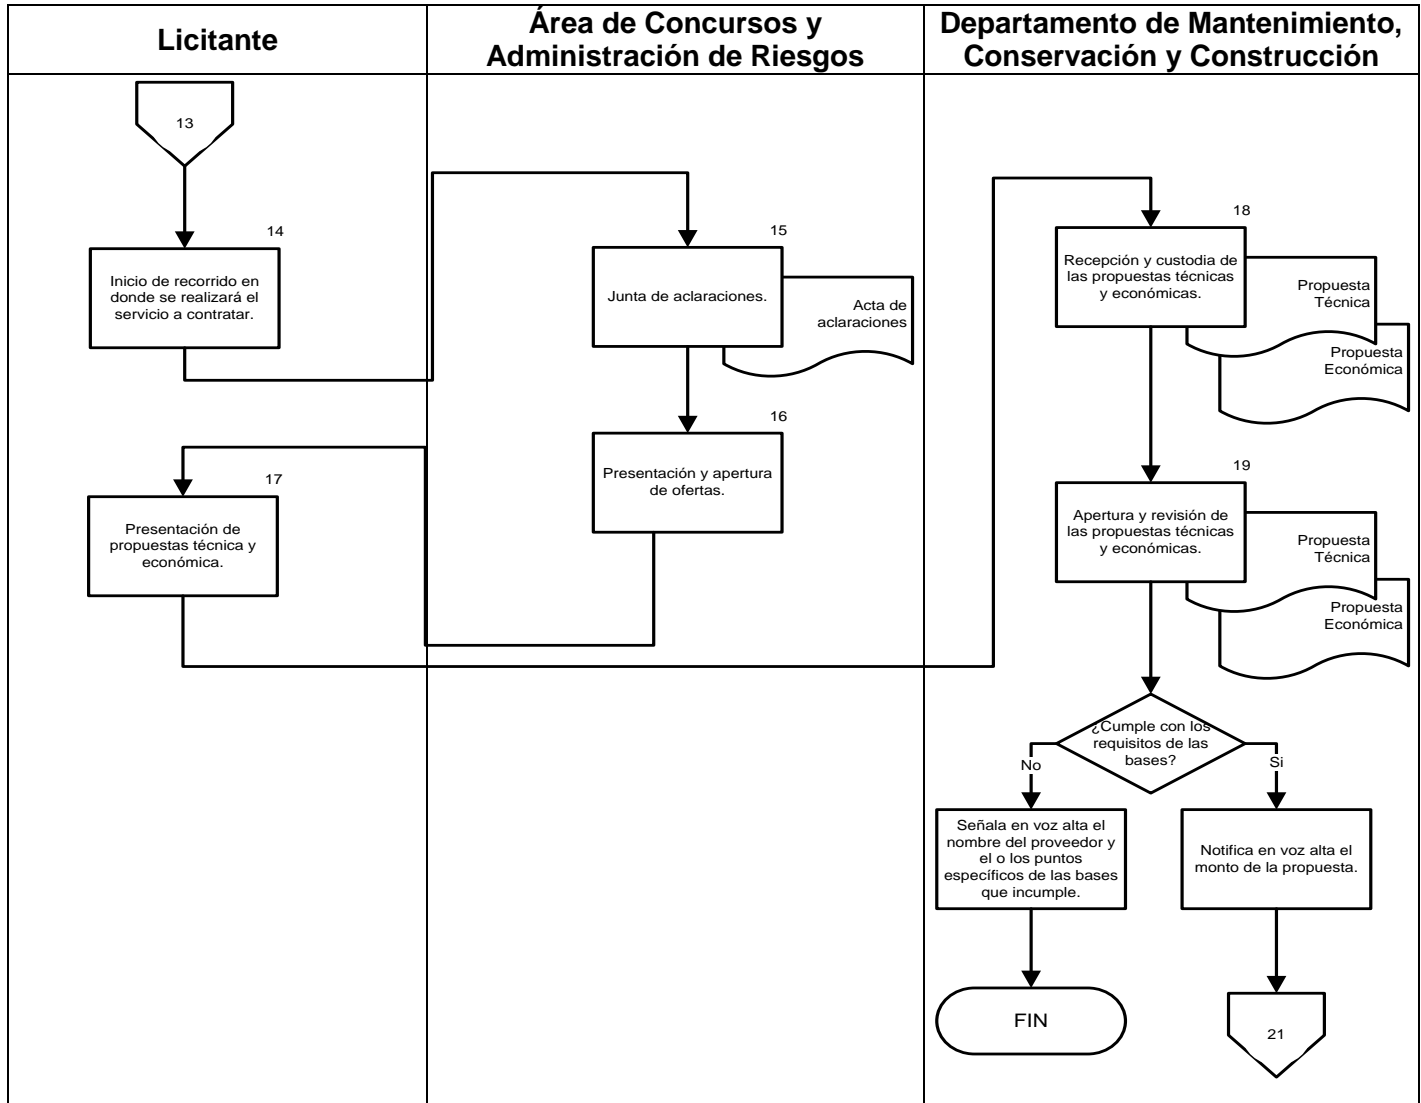 Licitante
Área de Concursos y
Administración de Riesgos
Departamento de Mantenimiento,
Conservación y Construcción
13
14
Inicio de recorrido en
donde se realizará el
servicio a contratar.
15
Junta de aclaraciones.
Acta de
aclaraciones
16
Presentación y apertura
de ofertas.
17
Presentación de
propuestas técnica y
económica.
18
Recepción y custodia de
las propuestas técnicas
y económicas.
Propuesta
Técnica
Propuesta
Económica
19
Apertura y revisión de
las propuestas técnicas
y económicas.
Propuesta
Técnica
Propuesta
Económica
¿Cumple con los
requisitos de las
bases?
No
Si
Señala en voz alta el
nombre del proveedor y
el o los puntos
específicos de las bases
que incumple.
Notifica en voz alta el
monto de la propuesta.
FIN
21